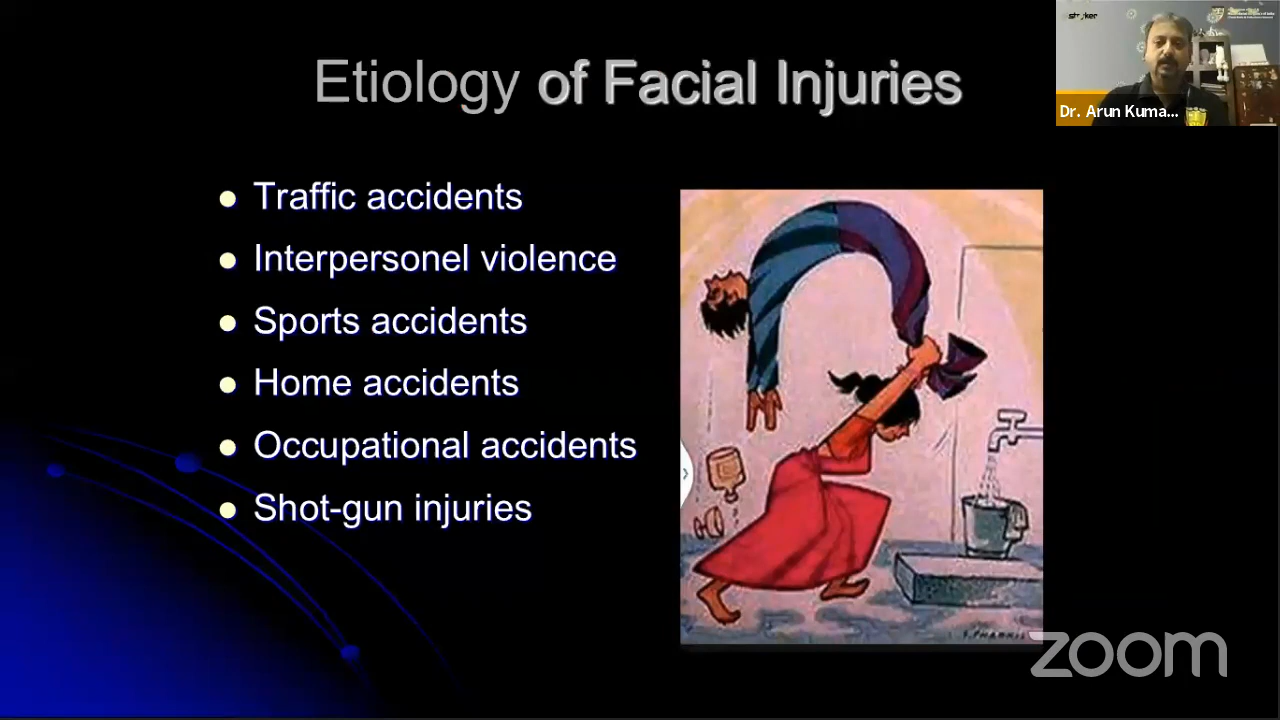 stryker
Etiology of Facial Injuries
Dr. Arun Kuma...
Traffic accidents
Interpersonel violence
Sports accidents
Home accidents
Occupational accidents
Shot-gun injuries
zoom